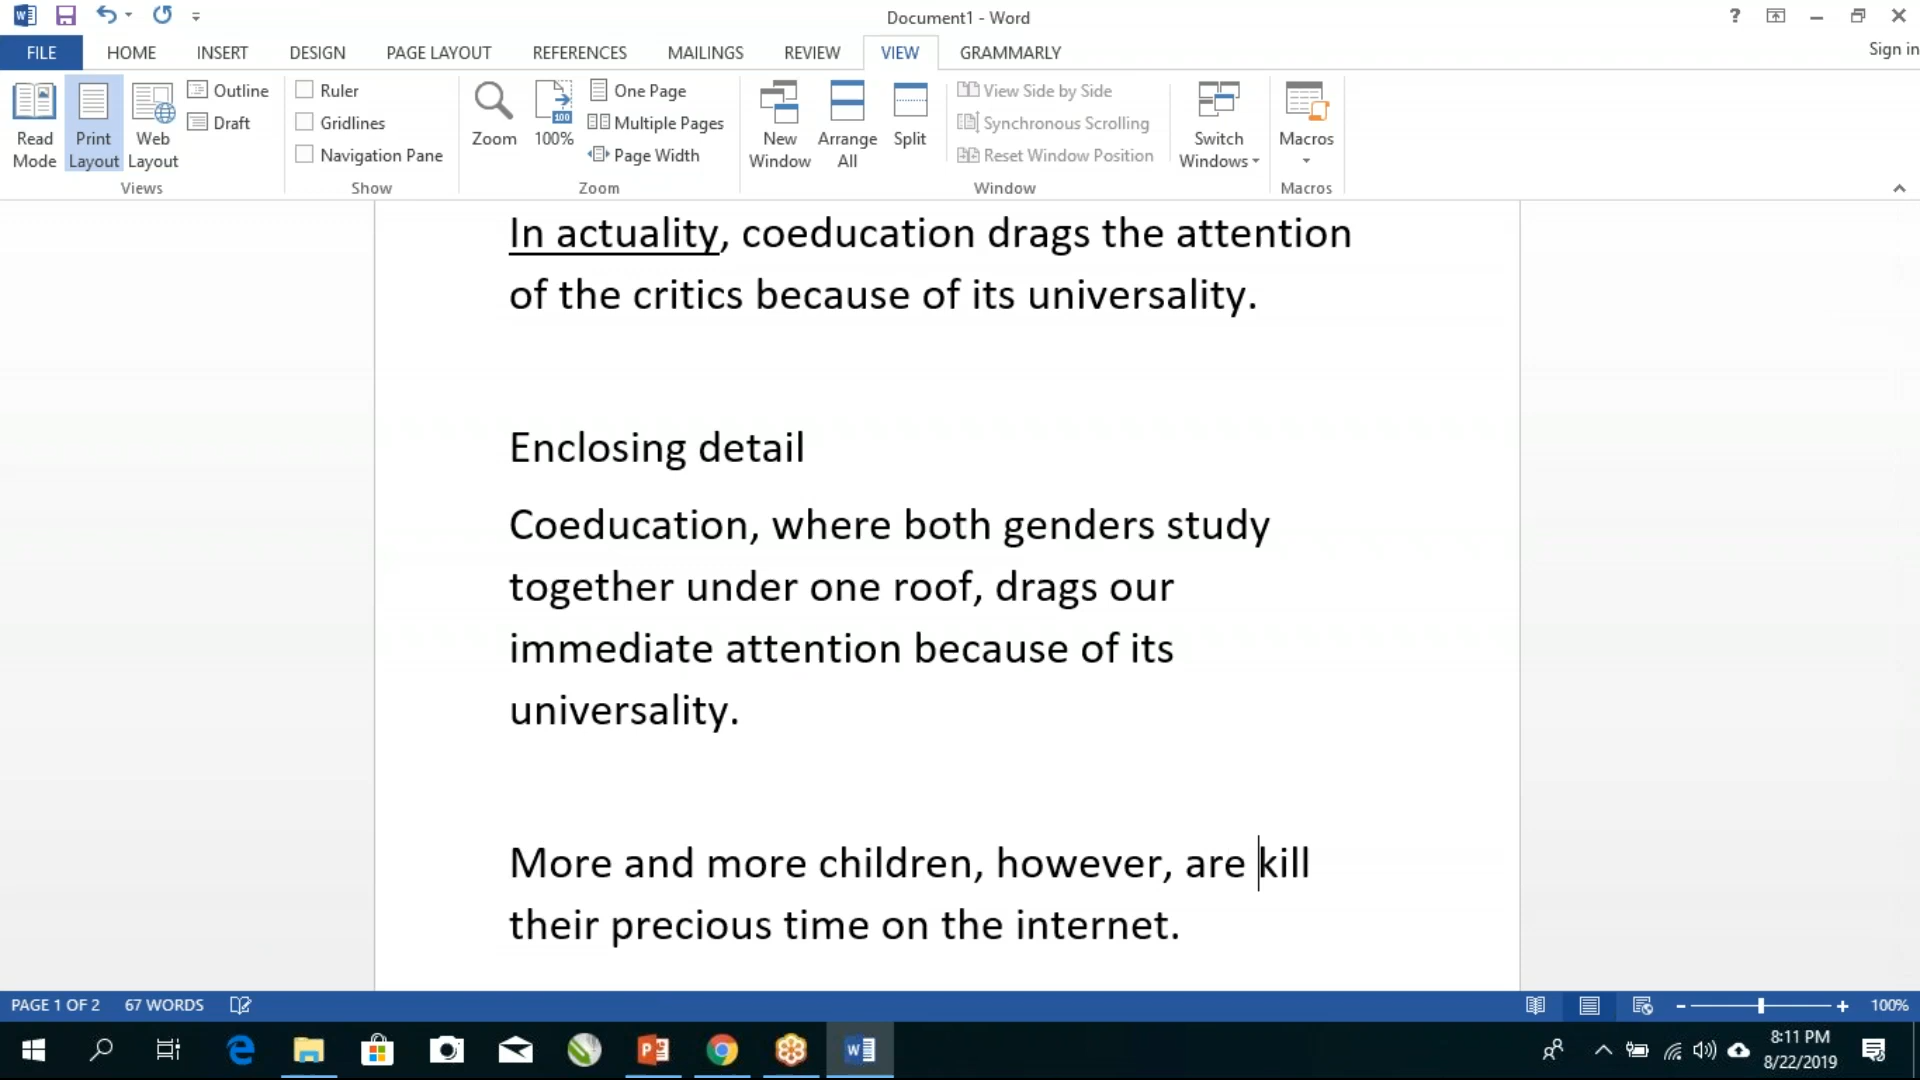 Document1 - Word
?
FILE HOME INSERT DESIGN PAGE LAYOUT REFERENCES MAILINGS REVIEW VIEW GRAMMARLY Sign in
Read Mode
Print Layout
Web Layout
Outline
Draft
Views
Ruler
Gridlines
Navigation Pane
Show
Zoom
100
100%
One Page
Multiple Pages
Page Width
Zoom
New Window
Arrange All
Split
View Side by Side
Synchronous Scrolling
Reset Window Position
Window
Switch Windows
Macros
Macros
In actuality, coeducation drags the attention
of the critics because of its universality.
Enclosing detail
Coeducation, where both genders study
together under one roof, drags our
immediate attention because of its
universality.
More and more children, however, are kill
their precious time on the internet.
PAGE 1 OF 2 67 WORDS 100%
8:11 PM
8/22/2019